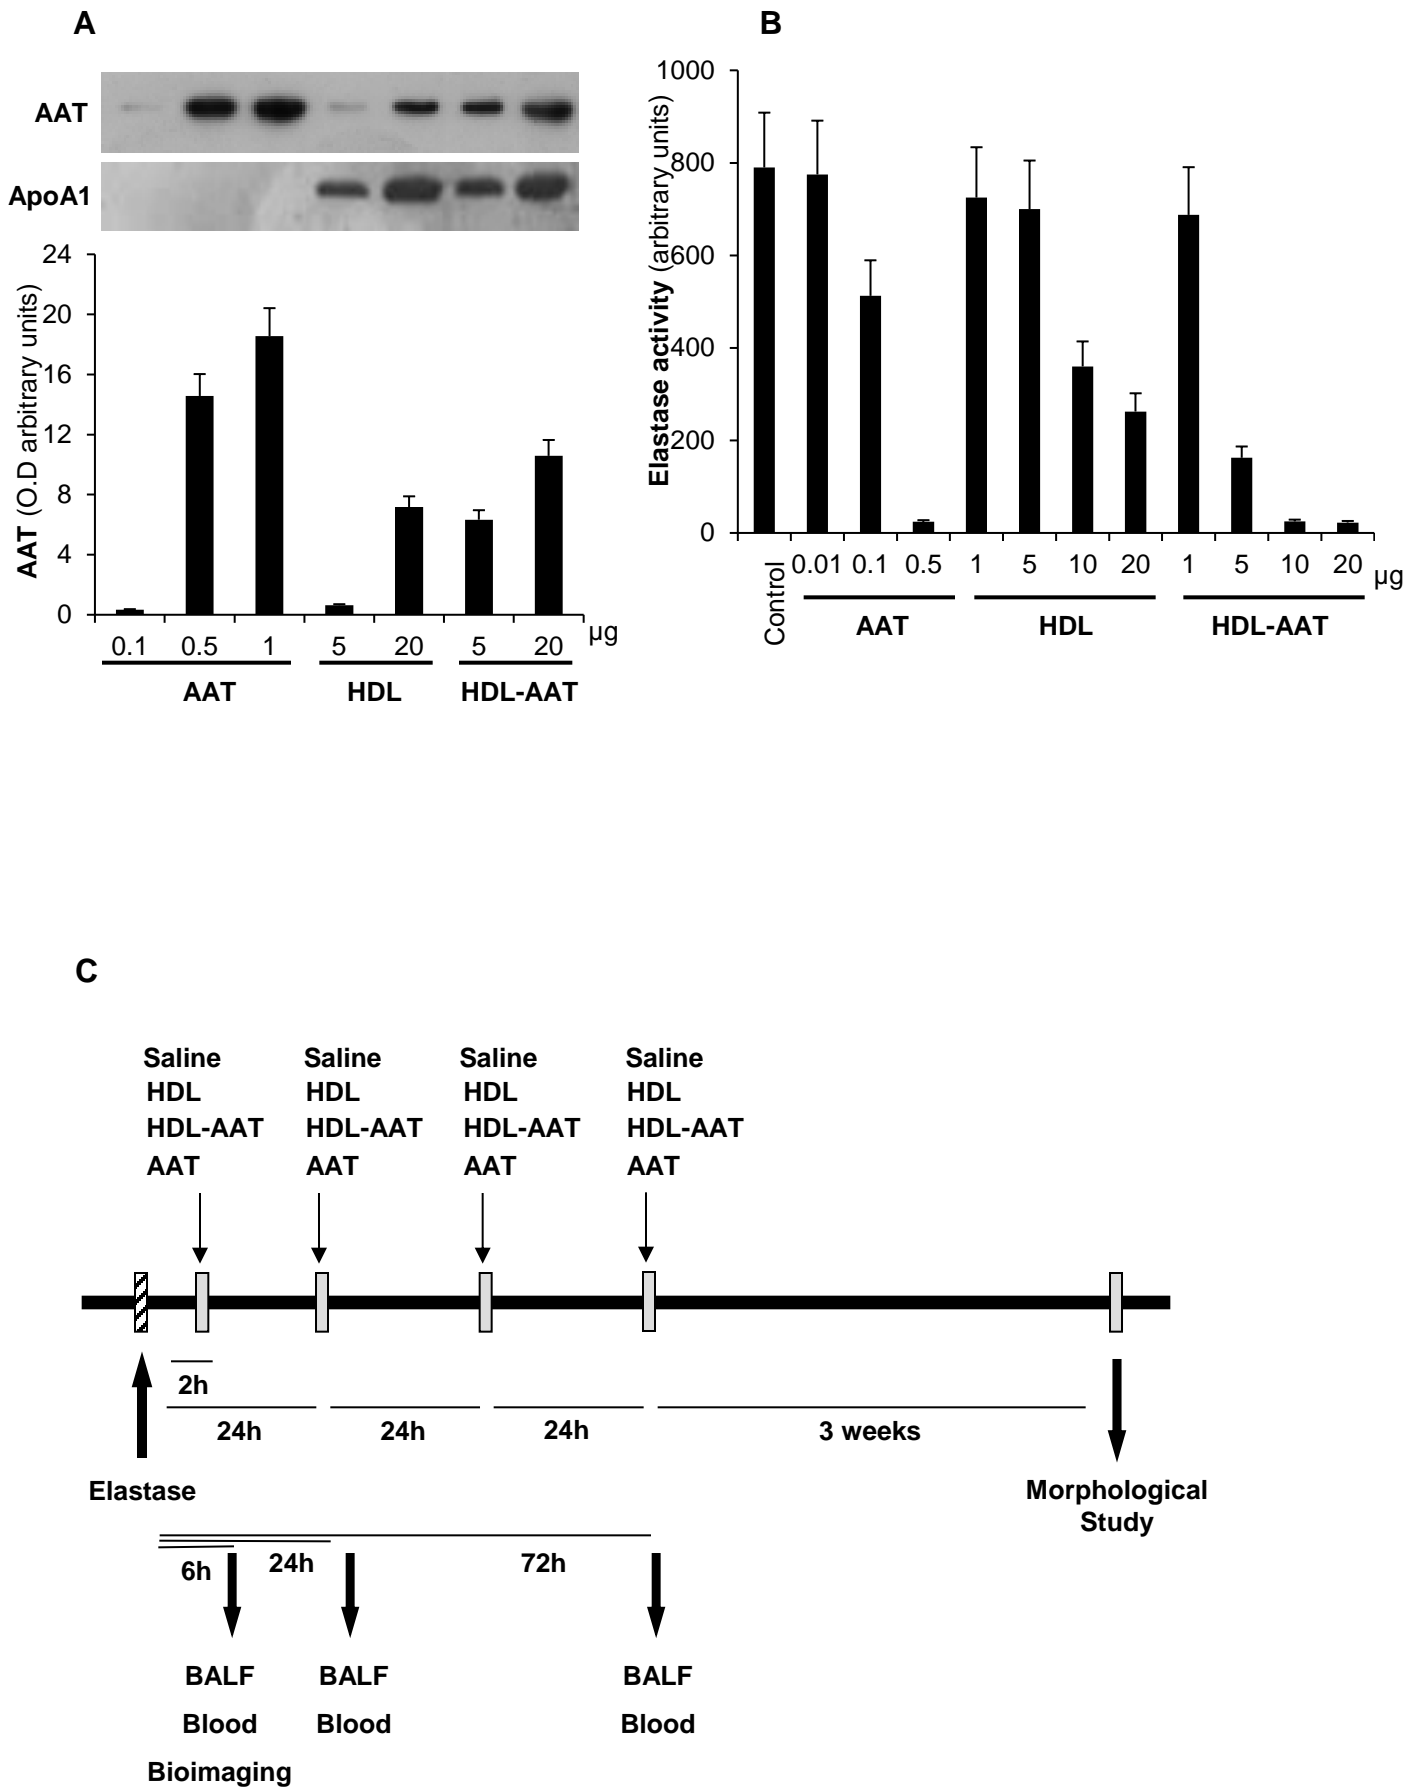 A
AAT
ApoA1
24
20
16
12
8
4
0
AAT (O.D arbitrary units)
0.1 0.5 1 5 20 5 20 µg
AAT HDL HDL-AAT
B
1000
800
600
400
200
0
Elastase activity (arbitrary units)
Control 0.01 0.1 0.5 1 5 10 20 1 5 10 20 µg
AAT HDL HDL-AAT
C
Saline Saline Saline Saline
HDL HDL HDL HDL
HDL-AAT HDL-AAT HDL-AAT HDL-AAT
AAT AAT AAT AAT
2h
24h 24h 24h 3 weeks
Elastase
Morphological
Study
6h 24h 72h
BALF BALF BALF
Blood Blood Blood
Bioimaging